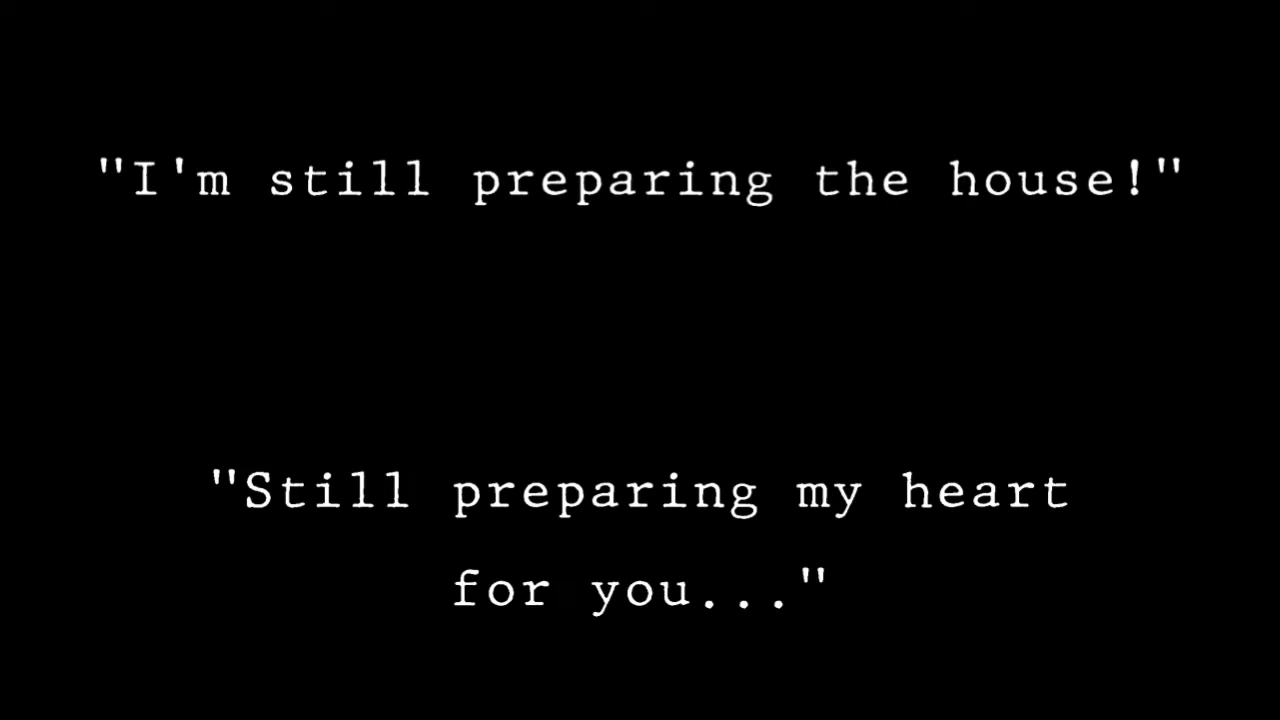 "I'm still preparing the house!"
"Still preparing my heart
for you..."